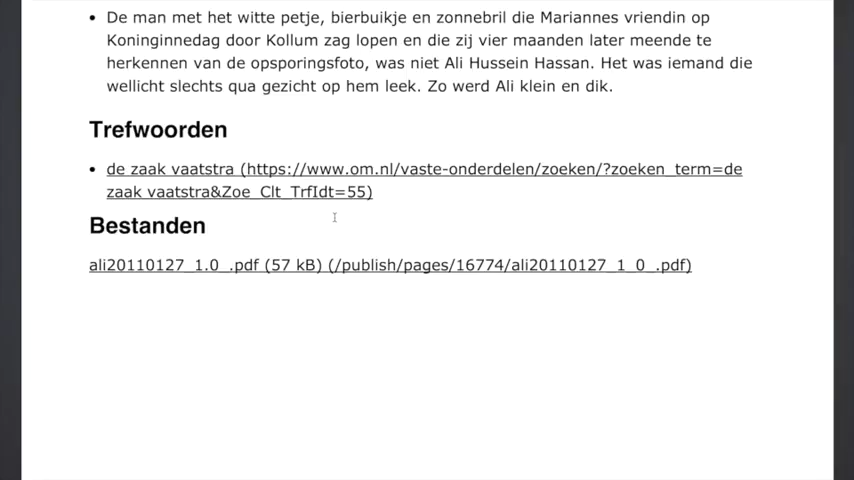 • De man met het witte petje, bierbuikje en zonnebril die Mariannes vriendin op
Koninginnedag door Kollum zag lopen en die zij vier maanden later meende te
herkennen van de opsporingsfoto, was niet Ali Hussein Hassan. Het was iemand die
wellicht slechts qua gezicht op hem leek. Zo werd Ali klein en dik.
Trefwoorden
• de zaak vaatstra (https://www.om.nl/vaste-onderdelen/zoeken/?zoeken_term=de
zaak vaatstra&Zoe_Clt_TrfIdt=55)
Bestanden
ali20110127_1.0_.pdf (57 kB) (/publish/pages/16774/ali20110127_1_0_.pdf)